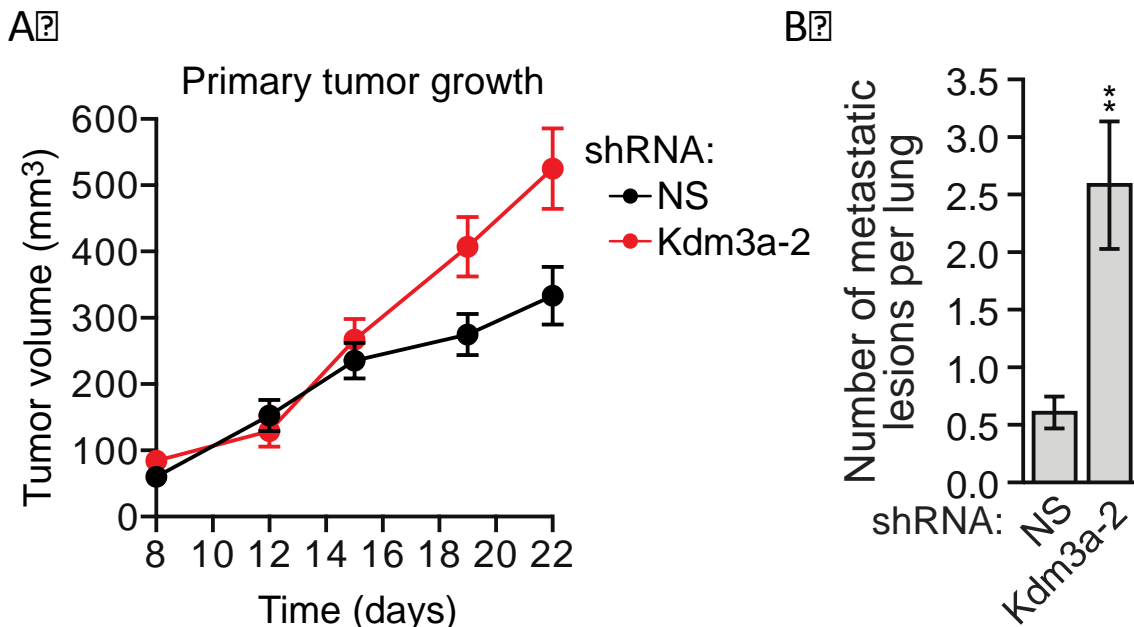 A⍰
Primary tumor growth
Tumor volume (mm³)
600
500
400
300
200
100
0
8 10 12 14 16 18 20 22
Time (days)
shRNA:
NS
Kdm3a-2
B⍰
Number of metastatic
lesions per lung
3.5
3.0
2.5
2.0
1.5
1.0
0.5
0.0
**
shRNA:
NS
Kdm3a-2